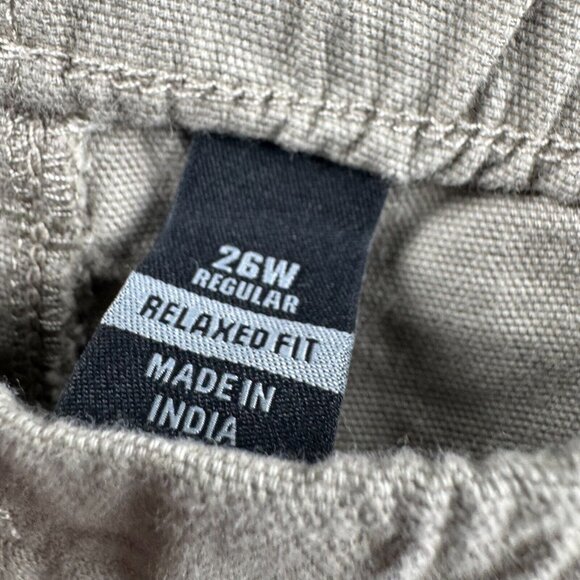 26W
REGULAR
RELAXED FIT
MADE IN
INDIA